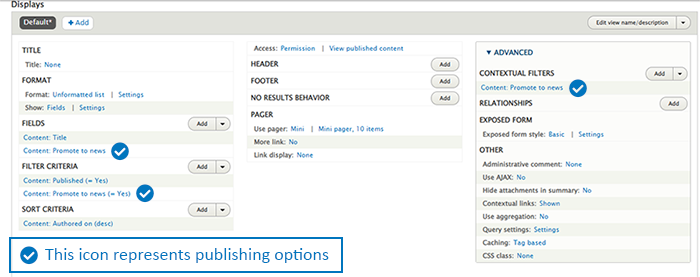 Displays
Default*
+ Add
Edit view name/description
TITLE
Title: None
FORMAT
Format: Unformatted list | Settings
Show: Fields | Settings
FIELDS
Add
Content: Title
Content: Promote to news
FILTER CRITERIA
Add
Content: Published (= Yes)
Content: Promote to news (= Yes)
SORT CRITERIA
Add
Content: Authored on (desc)
Access: Permission | View published content
HEADER
Add
FOOTER
Add
NO RESULTS BEHAVIOR
Add
PAGER
Use pager: Mini | Mini pager, 10 items
More link: No
Link display: None
▼ ADVANCED
CONTEXTUAL FILTERS
Add
Content: Promote to news
RELATIONSHIPS
Add
EXPOSED FORM
Exposed form style: Basic | Settings
OTHER
Administrative comment: None
Use AJAX: No
Hide attachments in summary: No
Contextual links: Shown
Use aggregation: No
Query settings: Settings
Caching: Tag based
CSS class: None
This icon represents publishing options